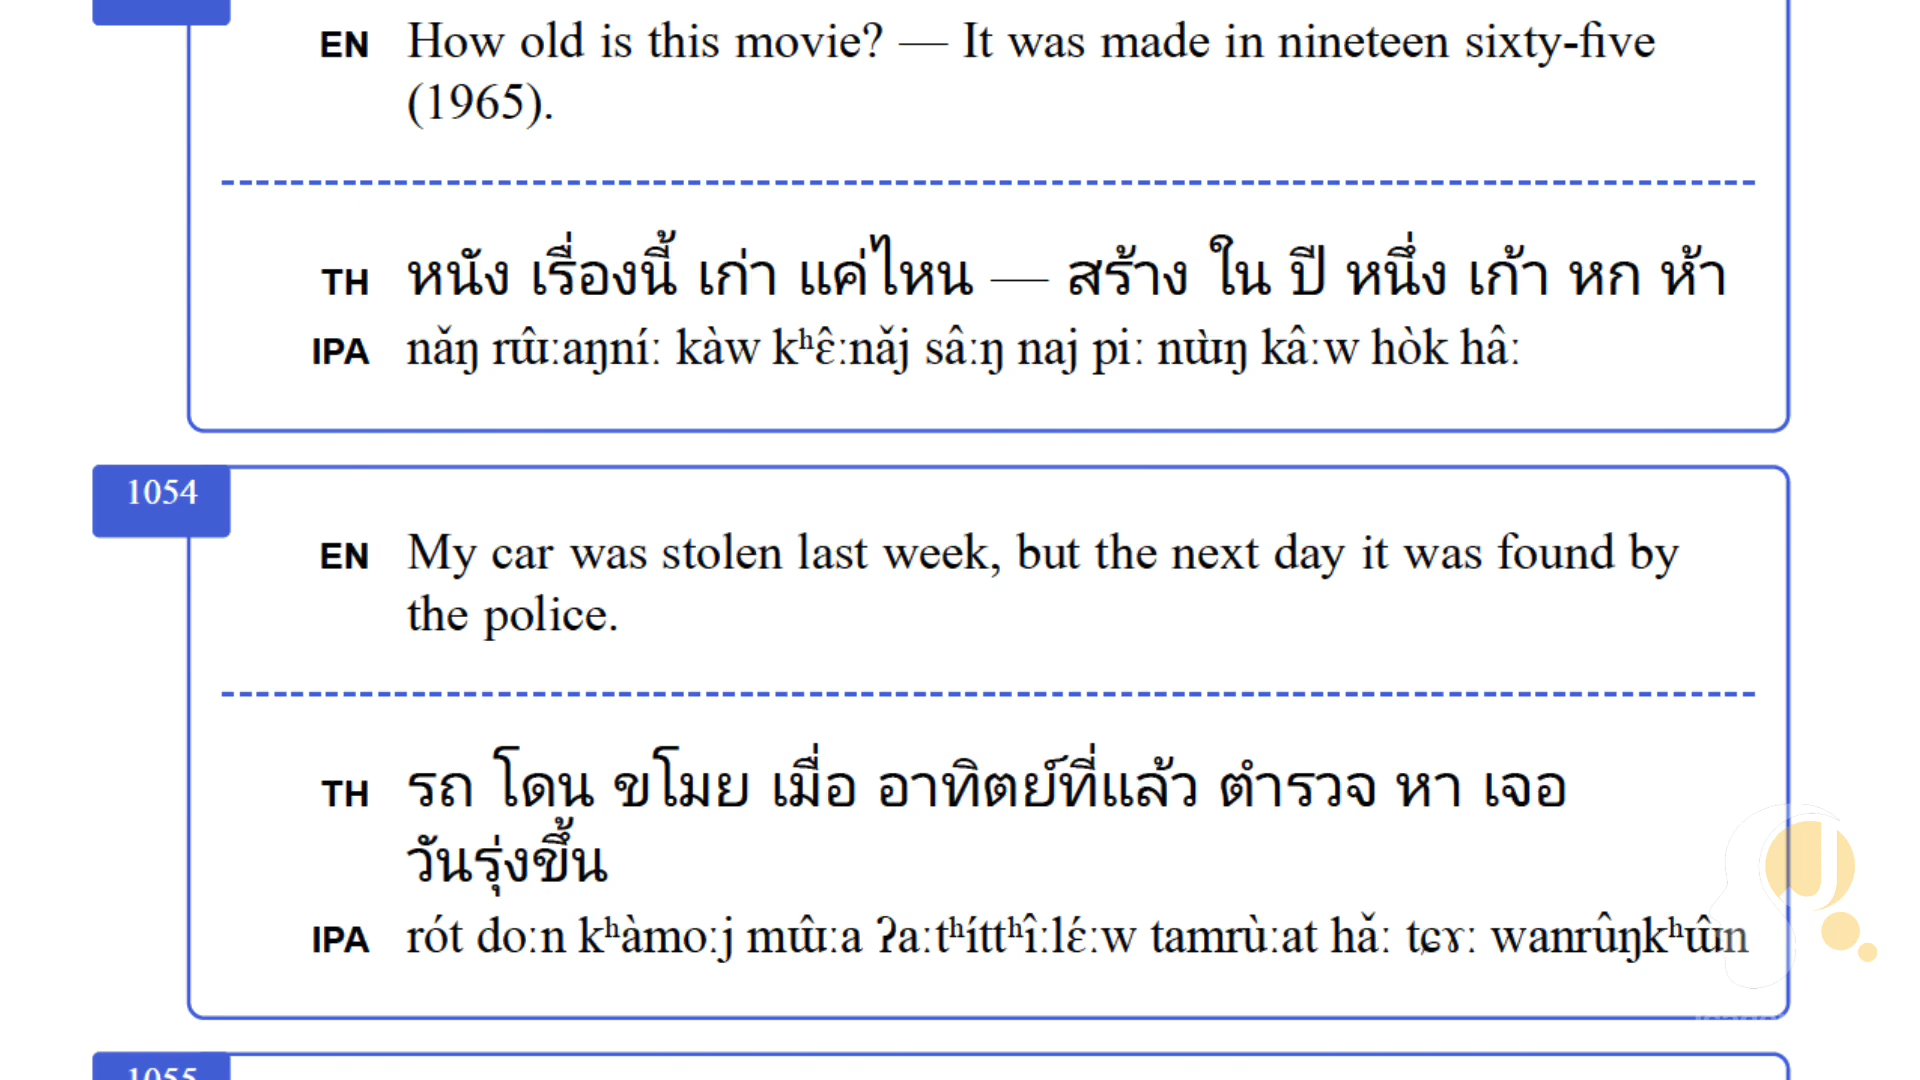 EN How old is this movie? — It was made in nineteen sixty-five
(1965).
TH หนัง เรื่องนี้ เก่า แค่ไหน — สร้าง ใน ปี หนึ่ง เก้า หก ห้า
IPA nǎŋ rɯ̂ːaŋníː kàw kʰɛ̂ːnǎj sâːŋ naj piː nɯ̀ŋ kâːw hòk hâː
1054
EN My car was stolen last week, but the next day it was found by
the police.
TH รถ โดน ขโมย เมื่อ อาทิตย์ที่แล้ว ตำรวจ หา เจอ
วันรุ่งขึ้น
IPA rót doːn kʰàmoːj mɯ̂ːa ʔaːtʰíttʰîːlɛ́ːw tamrùːat hǎː tɕɤː wanrûŋkʰɯ̂n
1055